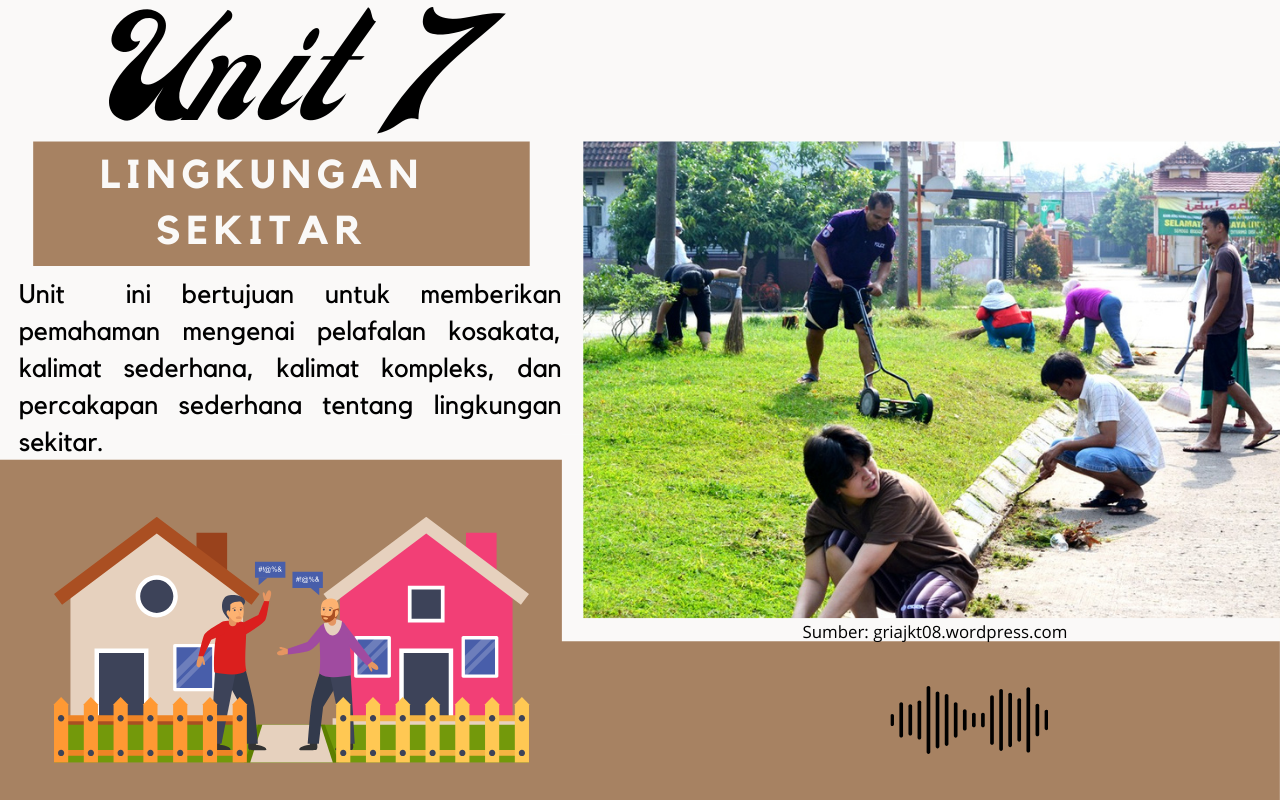 Unit 7
LINGKUNGAN
SEKITAR
Unit ini bertujuan untuk memberikan
pemahaman mengenai pelafalan kosakata,
kalimat sederhana, kalimat kompleks, dan
percakapan sederhana tentang lingkungan
sekitar.
#!@%&
#!@%&
SELAMAT
Sumber: griajkt08.wordpress.com